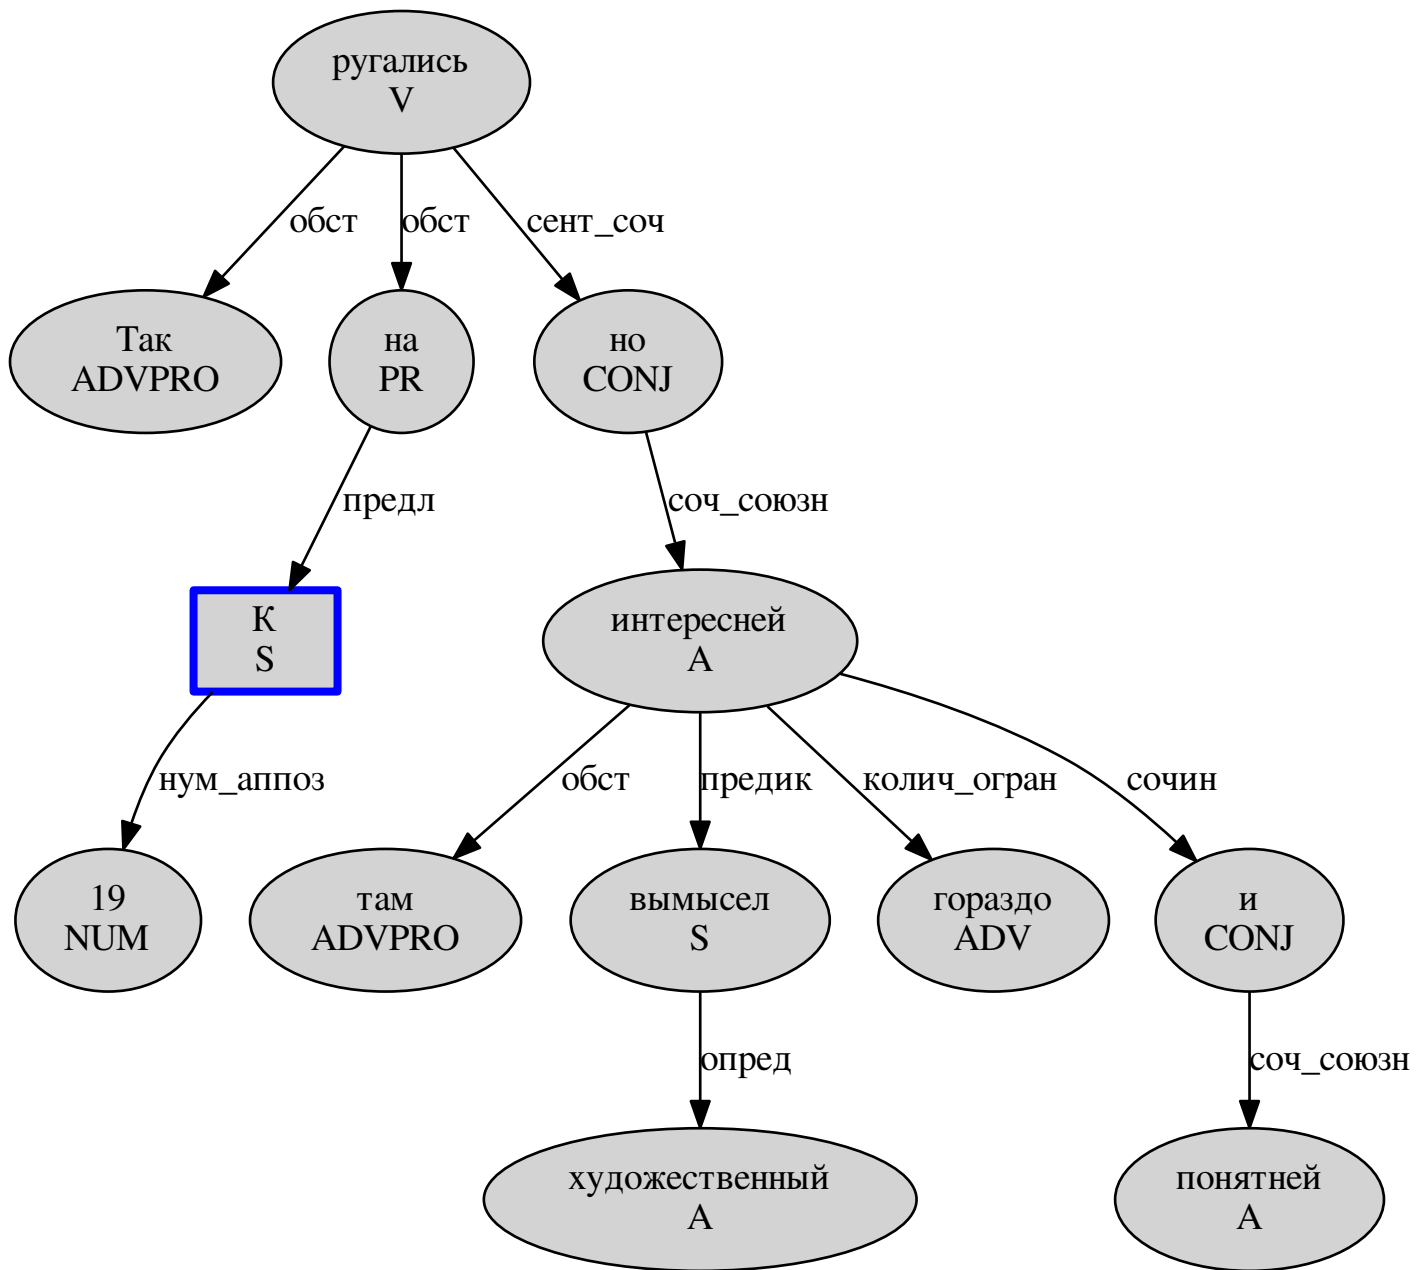 ругались
V
обст
обст
сент_соч
Так
ADVPRO
на
PR
но
CONJ
предл
соч_союзн
К
S
интересней
A
нум_аппоз
обст
предик
колич_огран
сочин
19
NUM
там
ADVPRO
вымысел
S
гораздо
ADV
и
CONJ
опред
соч_союзн
художественный
A
понятней
A